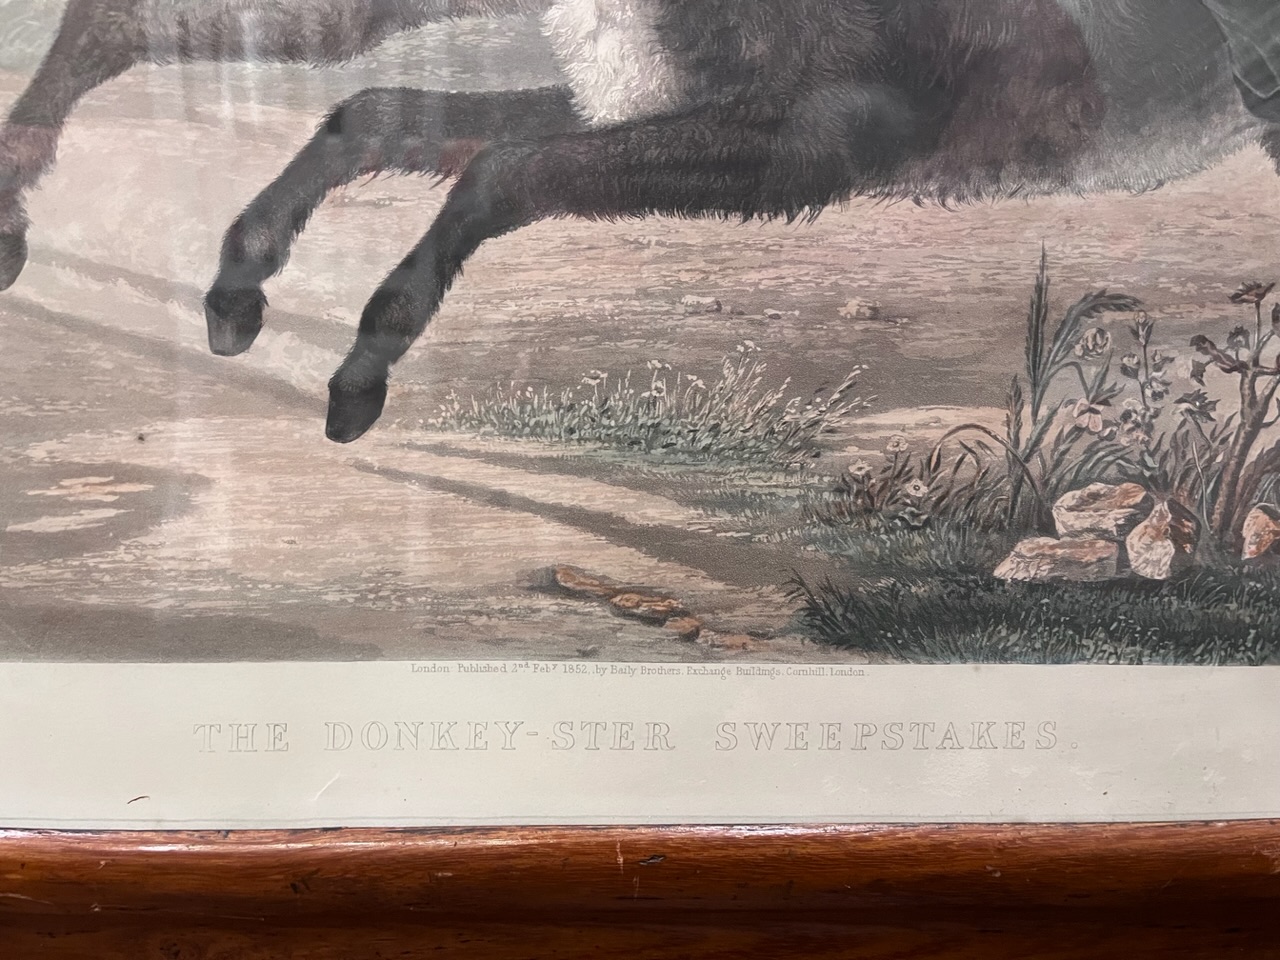 London Published 2nd Feby 1852, by Baily Brothers, Exchange Buildings, Cornhill, London.
THE DONKEY-STER SWEEPSTAKES.